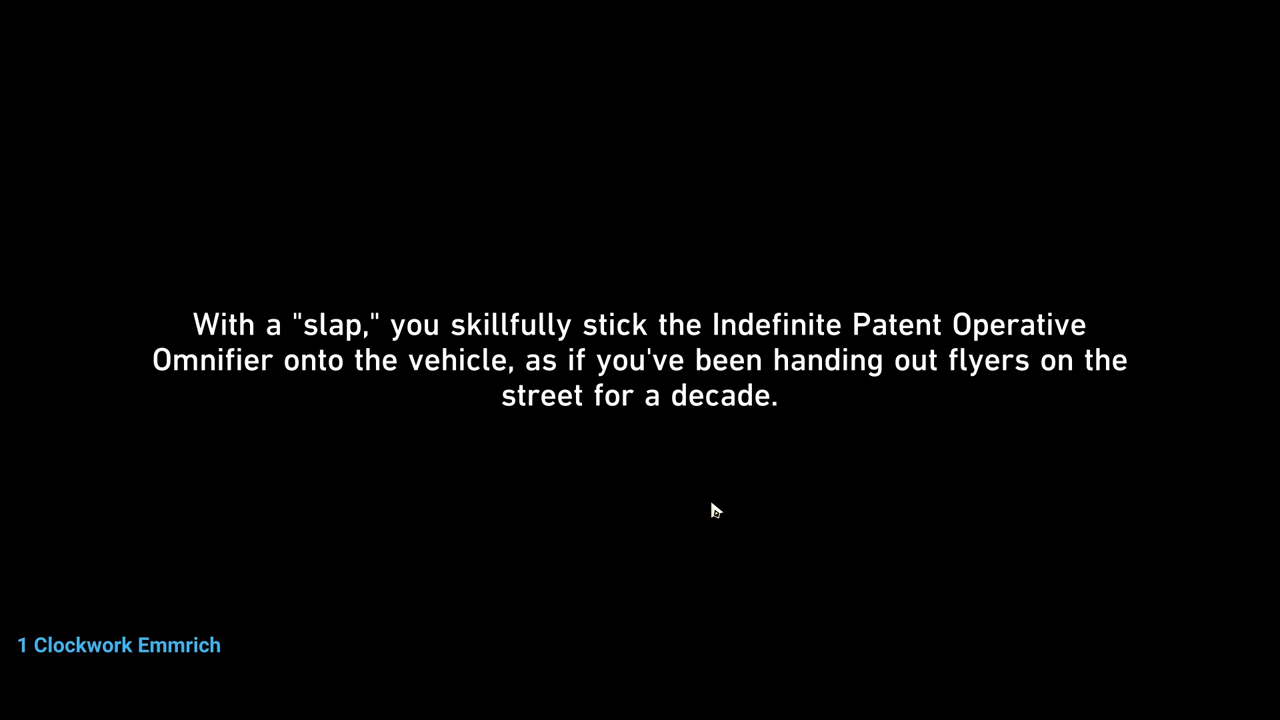 With a "slap," you skillfully stick the Indefinite Patent Operative
Omnifier onto the vehicle, as if you've been handing out flyers on the
street for a decade.
1 Clockwork Emmrich